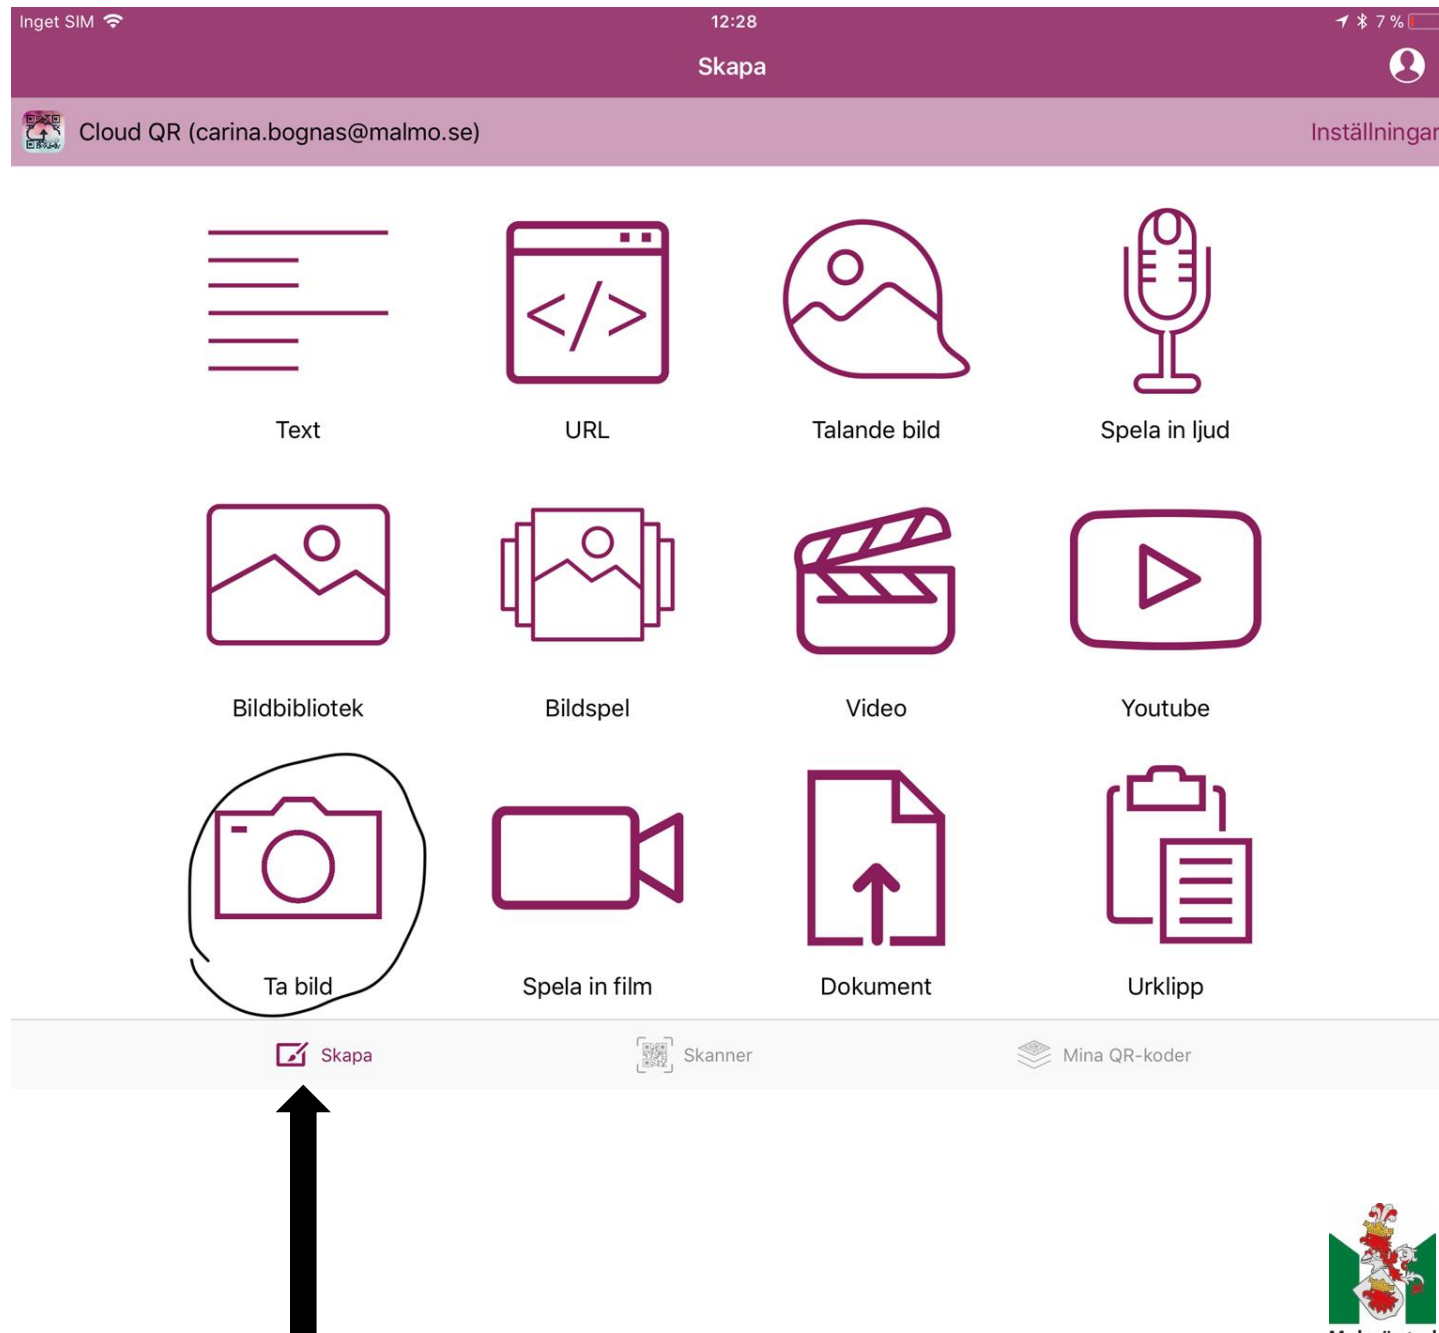 Inget SIM 12:28 7 %
Skapa
Cloud QR (carina.bognas@malmo.se) Inställningar
</>
Text URL Talande bild Spela in ljud
Bildbibliotek Bildspel Video Youtube
Ta bild Spela in film Dokument Urklipp
Skapa Skanner Mina QR-koder